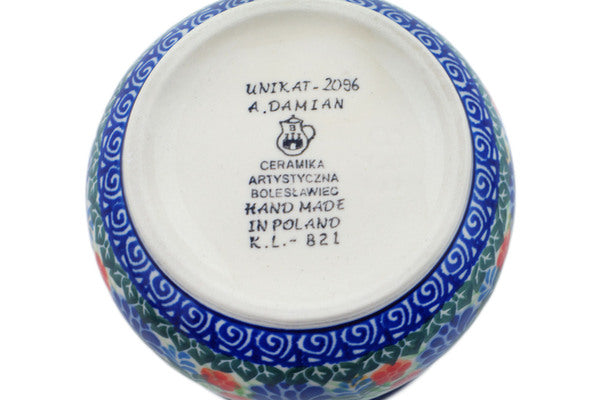 UNIKAT-2096
A.DAMIAN
CERAMIKA
ARTYSTYCZNA
BOLESŁAWIEC
HAND MADE
IN POLAND
K.L.-821